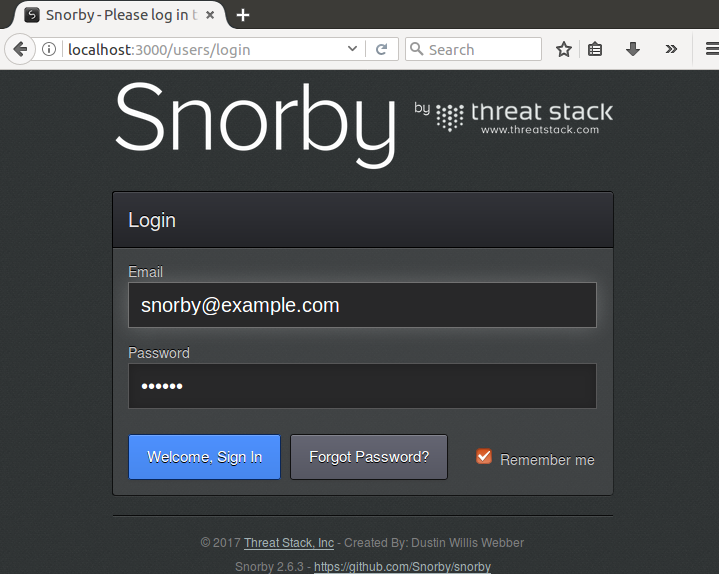 Snorby - Please log in t
localhost:3000/users/login
Search
Snorby by threat stack
www.threatstack.com
Login
Email
snorby@example.com
Password
••••••
Welcome, Sign In Forgot Password? Remember me
© 2017 Threat Stack, Inc - Created By: Dustin Willis Webber
Snorby 2.6.3 - https://github.com/Snorby/snorby